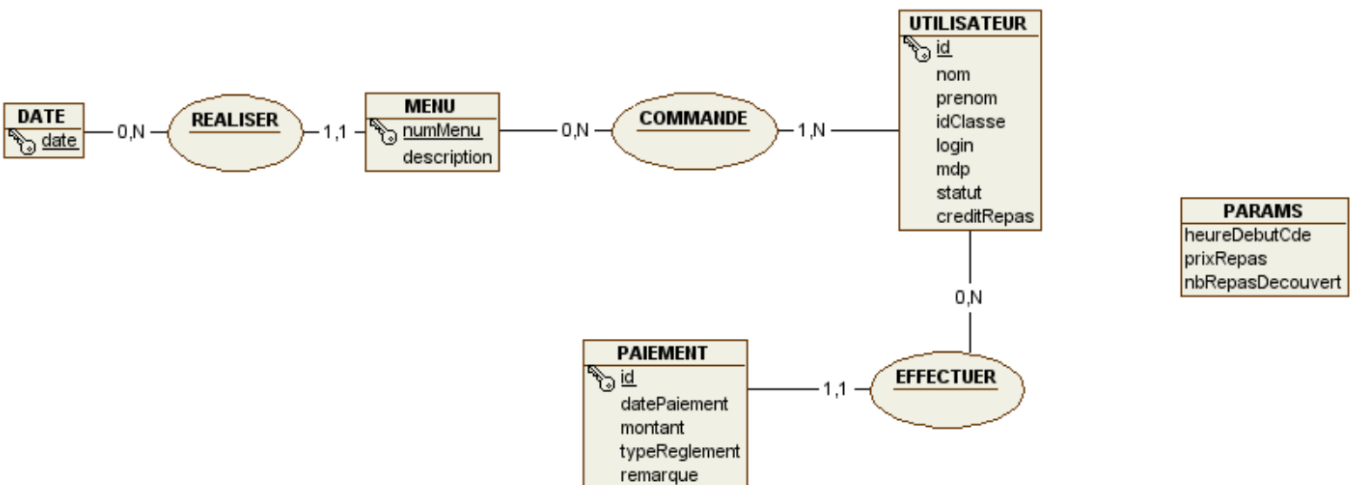 DATE
date
0,N
REALISER
1,1
MENU
numMenu
description
0,N
COMMANDE
1,N
UTILISATEUR
id
nom
prenom
idClasse
login
mdp
statut
creditRepas
PARAMS
heureDebutCde
prixRepas
nbRepasDecouvert
0,N
EFFECTUER
1,1
PAIEMENT
id
datePaiement
montant
typeReglement
remarque